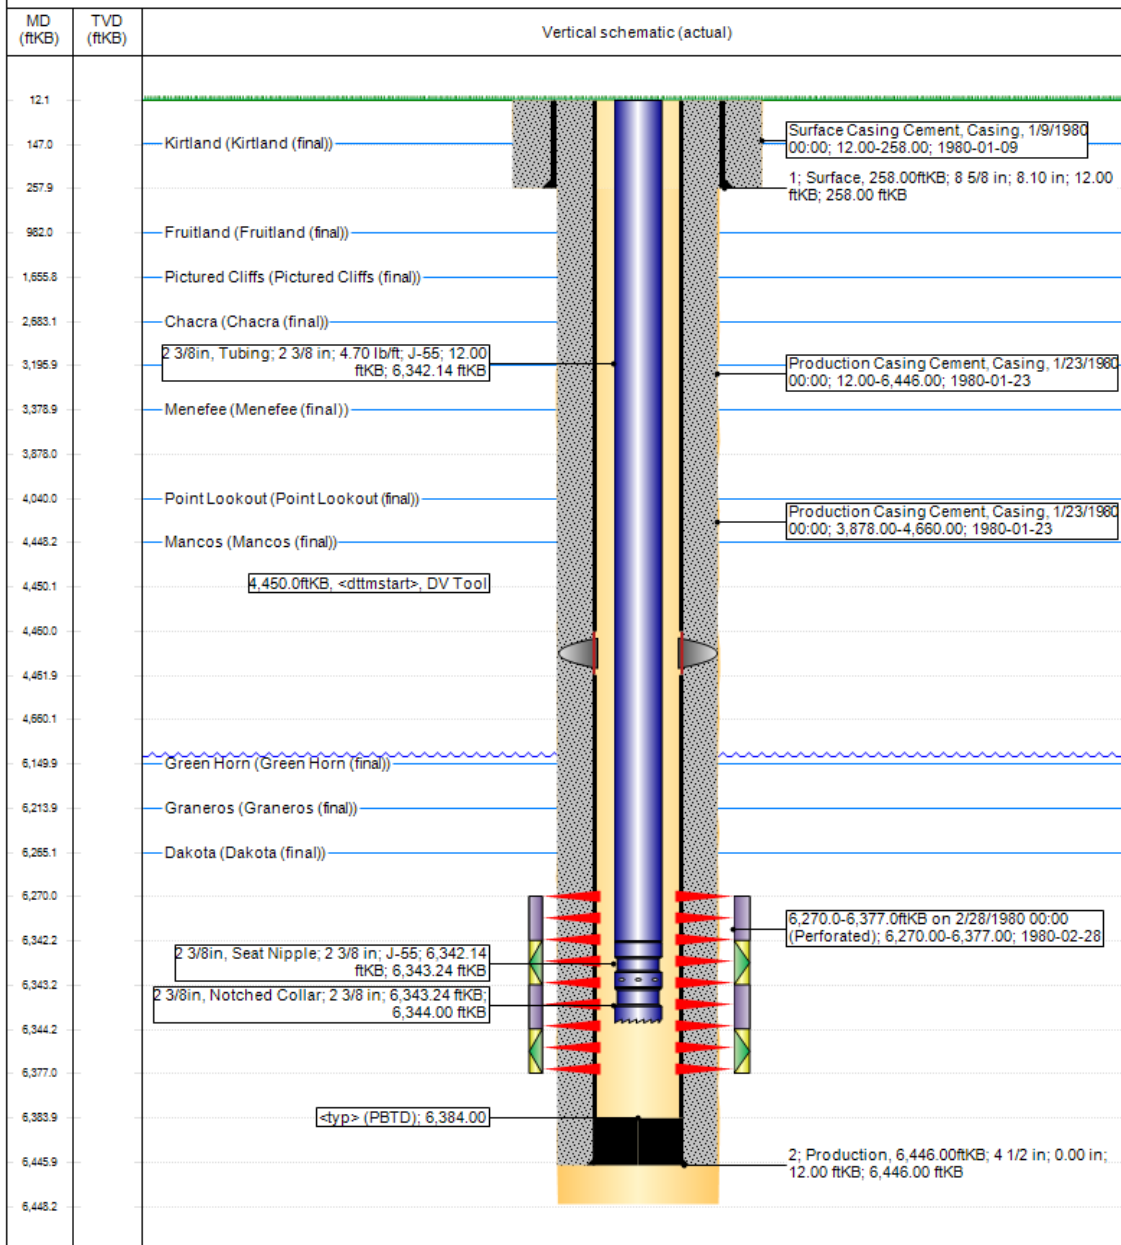 MD
(ftKB)
TVD
(ftKB)
Vertical schematic (actual)
12.1
147.0
Kirtland (Kirtland (final))
Surface Casing Cement, Casing, 1/9/1980
00:00; 12.00-258.00; 1980-01-09
257.9
1; Surface, 258.00ftKB; 8 5/8 in; 8.10 in; 12.00
ftKB; 258.00 ftKB
982.0
Fruitland (Fruitland (final))
1,655.8
Pictured Cliffs (Pictured Cliffs (final))
2,683.1
Chacra (Chacra (final))
3,195.9
2 3/8in, Tubing; 2 3/8 in; 4.70 lb/ft; J-55; 12.00
ftKB; 6,342.14 ftKB
Production Casing Cement, Casing, 1/23/1980
00:00; 12.00-6,446.00; 1980-01-23
3,378.9
Menefee (Menefee (final))
3,878.0
4,040.0
Point Lookout (Point Lookout (final))
Production Casing Cement, Casing, 1/23/1980
00:00; 3,878.00-4,660.00; 1980-01-23
4,448.2
Mancos (Mancos (final))
4,450.1
4,450.0ftKB, <dttmstart>, DV Tool
4,460.0
4,451.9
4,660.1
6,149.9
Green Horn (Green Horn (final))
6,213.9
Graneros (Graneros (final))
6,265.1
Dakota (Dakota (final))
6,270.0
6,270.0-6,377.0ftKB on 2/28/1980 00:00
(Perforated); 6,270.00-6,377.00; 1980-02-28
6,342.2
2 3/8in, Seat Nipple; 2 3/8 in; J-55; 6,342.14
ftKB; 6,343.24 ftKB
6,343.2
2 3/8in, Notched Collar; 2 3/8 in; 6,343.24 ftKB;
6,344.00 ftKB
6,344.2
6,377.0
6,383.9
<typ> (PBTD); 6,384.00
6,445.9
2; Production, 6,446.00ftKB; 4 1/2 in; 0.00 in;
12.00 ftKB; 6,446.00 ftKB
6,448.2